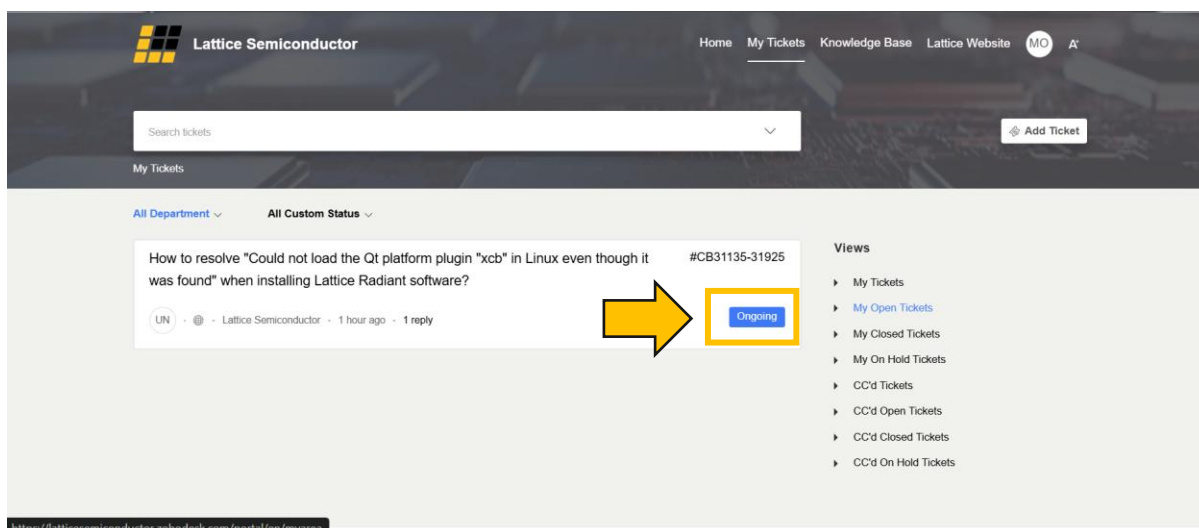 Lattice Semiconductor
Home My Tickets Knowledge Base Lattice Website MO A+
Search tickets
Add Ticket
My Tickets
All Department
All Custom Status
How to resolve "Could not load the Qt platform plugin "xcb" in Linux even though it
was found" when installing Lattice Radiant software?
#CB31135-31925
UN · Lattice Semiconductor · 1 hour ago · 1 reply
Ongoing
Views
My Tickets
My Open Tickets
My Closed Tickets
My On Hold Tickets
CC'd Tickets
CC'd Open Tickets
CC'd Closed Tickets
CC'd On Hold Tickets